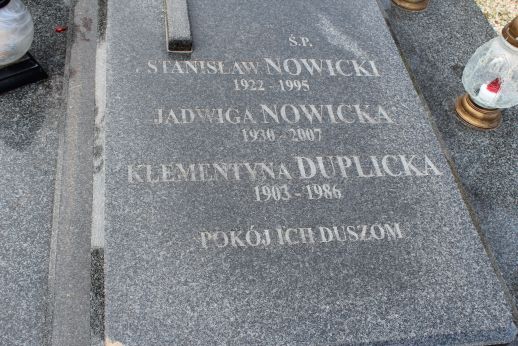 Ś.P.
STANISŁAW NOWICKI
1922 - 1995
JADWIGA NOWICKA
1930 - 2007
KLEMENTYNA DUPLICKA
1903 - 1986
POKÓJ ICH DUSZOM